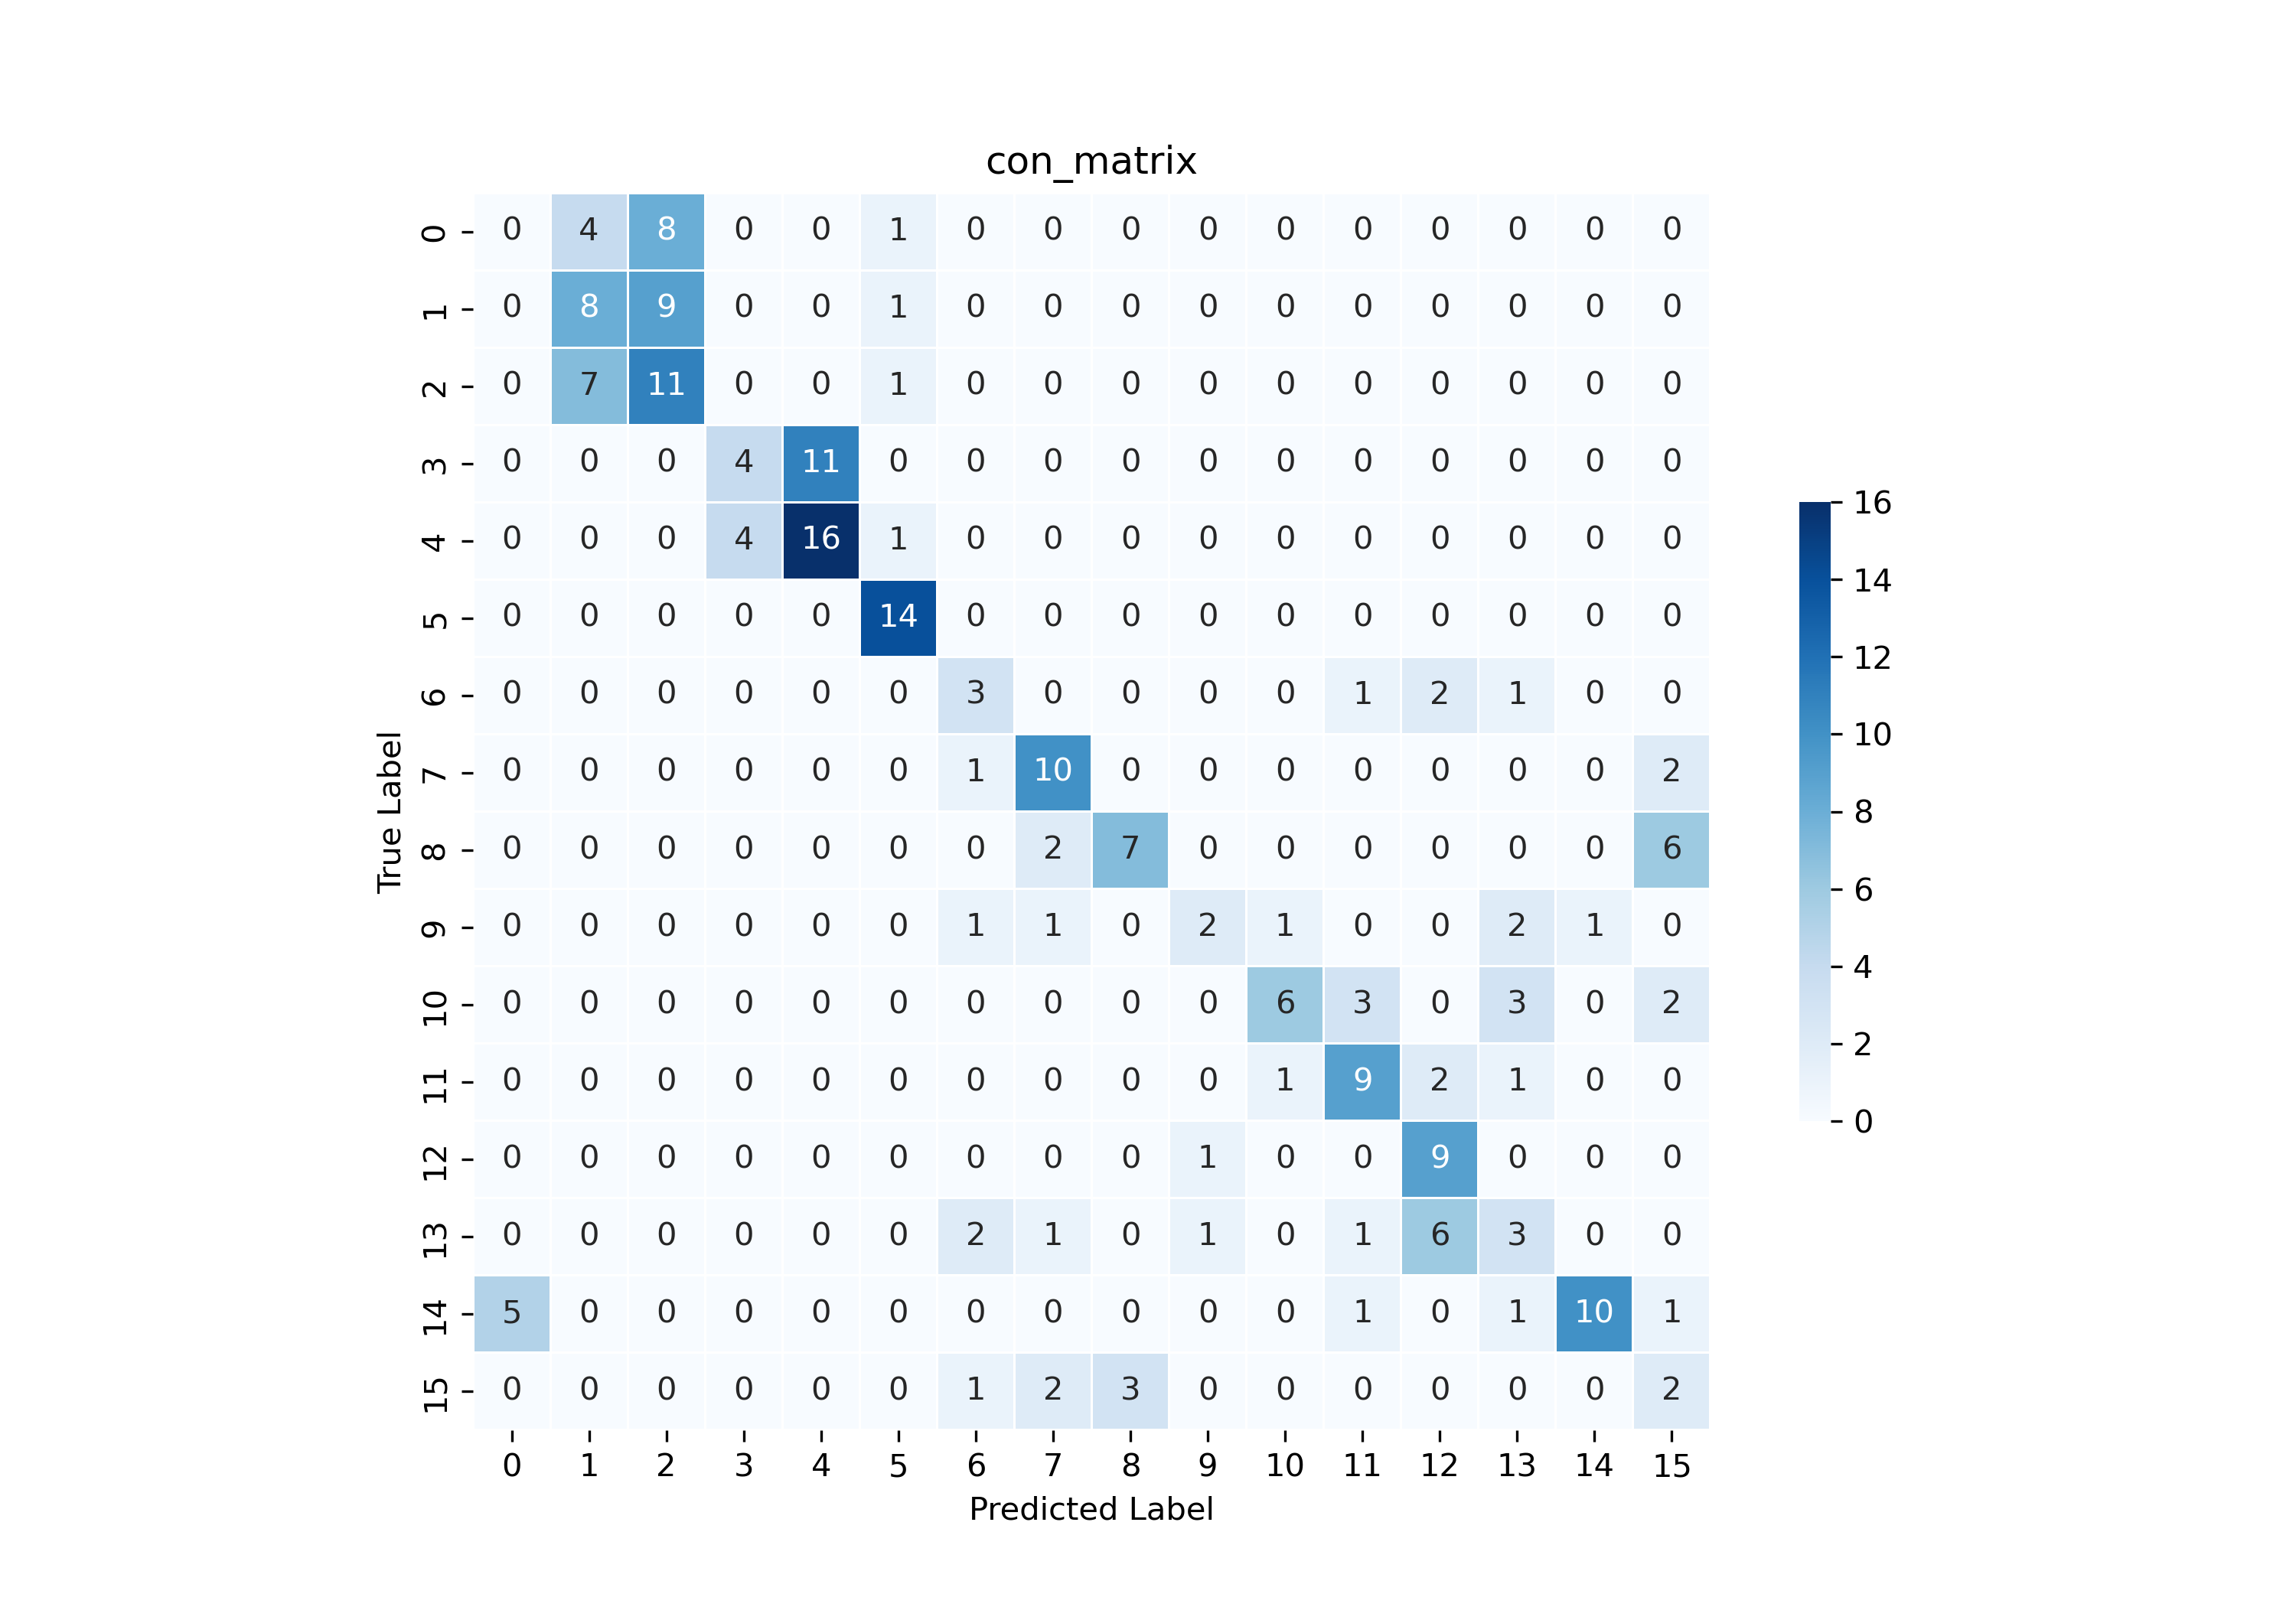 con_matrix
0 0 4 8 0 0 1 0 0 0 0 0 0 0 0 0 0
1 0 8 9 0 0 1 0 0 0 0 0 0 0 0 0 0
2 0 7 11 0 0 1 0 0 0 0 0 0 0 0 0 0
3 0 0 0 4 11 0 0 0 0 0 0 0 0 0 0 0
4 0 0 0 4 16 1 0 0 0 0 0 0 0 0 0 0
5 0 0 0 0 0 14 0 0 0 0 0 0 0 0 0 0
6 0 0 0 0 0 0 3 0 0 0 0 1 2 1 0 0
7 0 0 0 0 0 0 1 10 0 0 0 0 0 0 0 2
8 0 0 0 0 0 0 0 2 7 0 0 0 0 0 0 6
9 0 0 0 0 0 0 1 1 0 2 1 0 0 2 1 0
10 0 0 0 0 0 0 0 0 0 0 6 3 0 3 0 2
11 0 0 0 0 0 0 0 0 0 0 1 9 2 1 0 0
12 0 0 0 0 0 0 0 0 0 1 0 0 9 0 0 0
13 0 0 0 0 0 0 2 1 0 1 0 1 6 3 0 0
14 5 0 0 0 0 0 0 0 0 0 0 1 0 1 10 1
15 0 0 0 0 0 0 1 2 3 0 0 0 0 0 0 2
0 1 2 3 4 5 6 7 8 9 10 11 12 13 14 15
Predicted Label
True Label
16
14
12
10
8
6
4
2
0